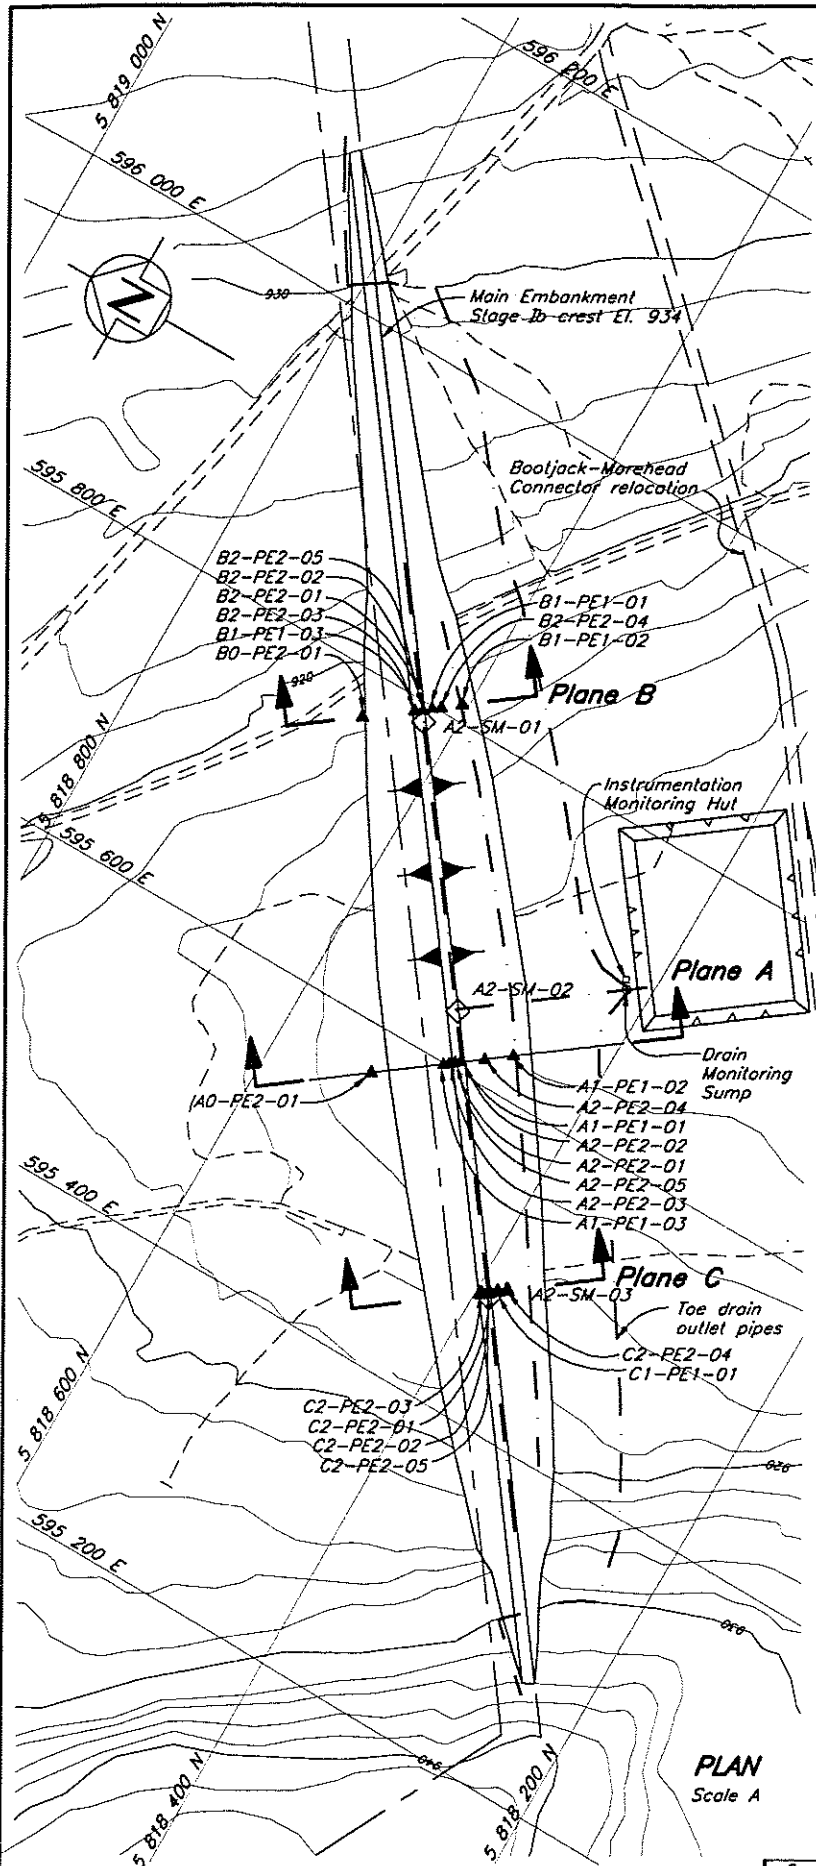 5 819 000 N
596 200 E
596 000 E
N
930
Main Embankment
Stage Ib crest El. 934
595 800 E
Bootjack-Morehead
Connector relocation
B2-PE2-05
B2-PE2-02
B2-PE2-01
B2-PE2-03
B1-PE1-03
B0-PE2-01
B1-PE1-01
B2-PE2-04
B1-PE1-02
920
Plane B
A2-SM-01
5 818 800 N
595 600 E
Instrumentation
Monitoring Hut
A2-SM-02
Plane A
Drain
Monitoring
Sump
A0-PE2-01
A1-PE1-02
A2-PE2-04
A1-PE1-01
A2-PE2-02
A2-PE2-01
A2-PE2-05
A2-PE2-03
A1-PE1-03
595 400 E
Plane C
A2-SM-03
Toe drain
outlet pipes
C2-PE2-04
C1-PE1-01
5 818 600 N
C2-PE2-03
C2-PE2-01
C2-PE2-02
C2-PE2-05
920
595 200 E
930
940
5 818 400 N
5 818 200 N
PLAN
Scale A